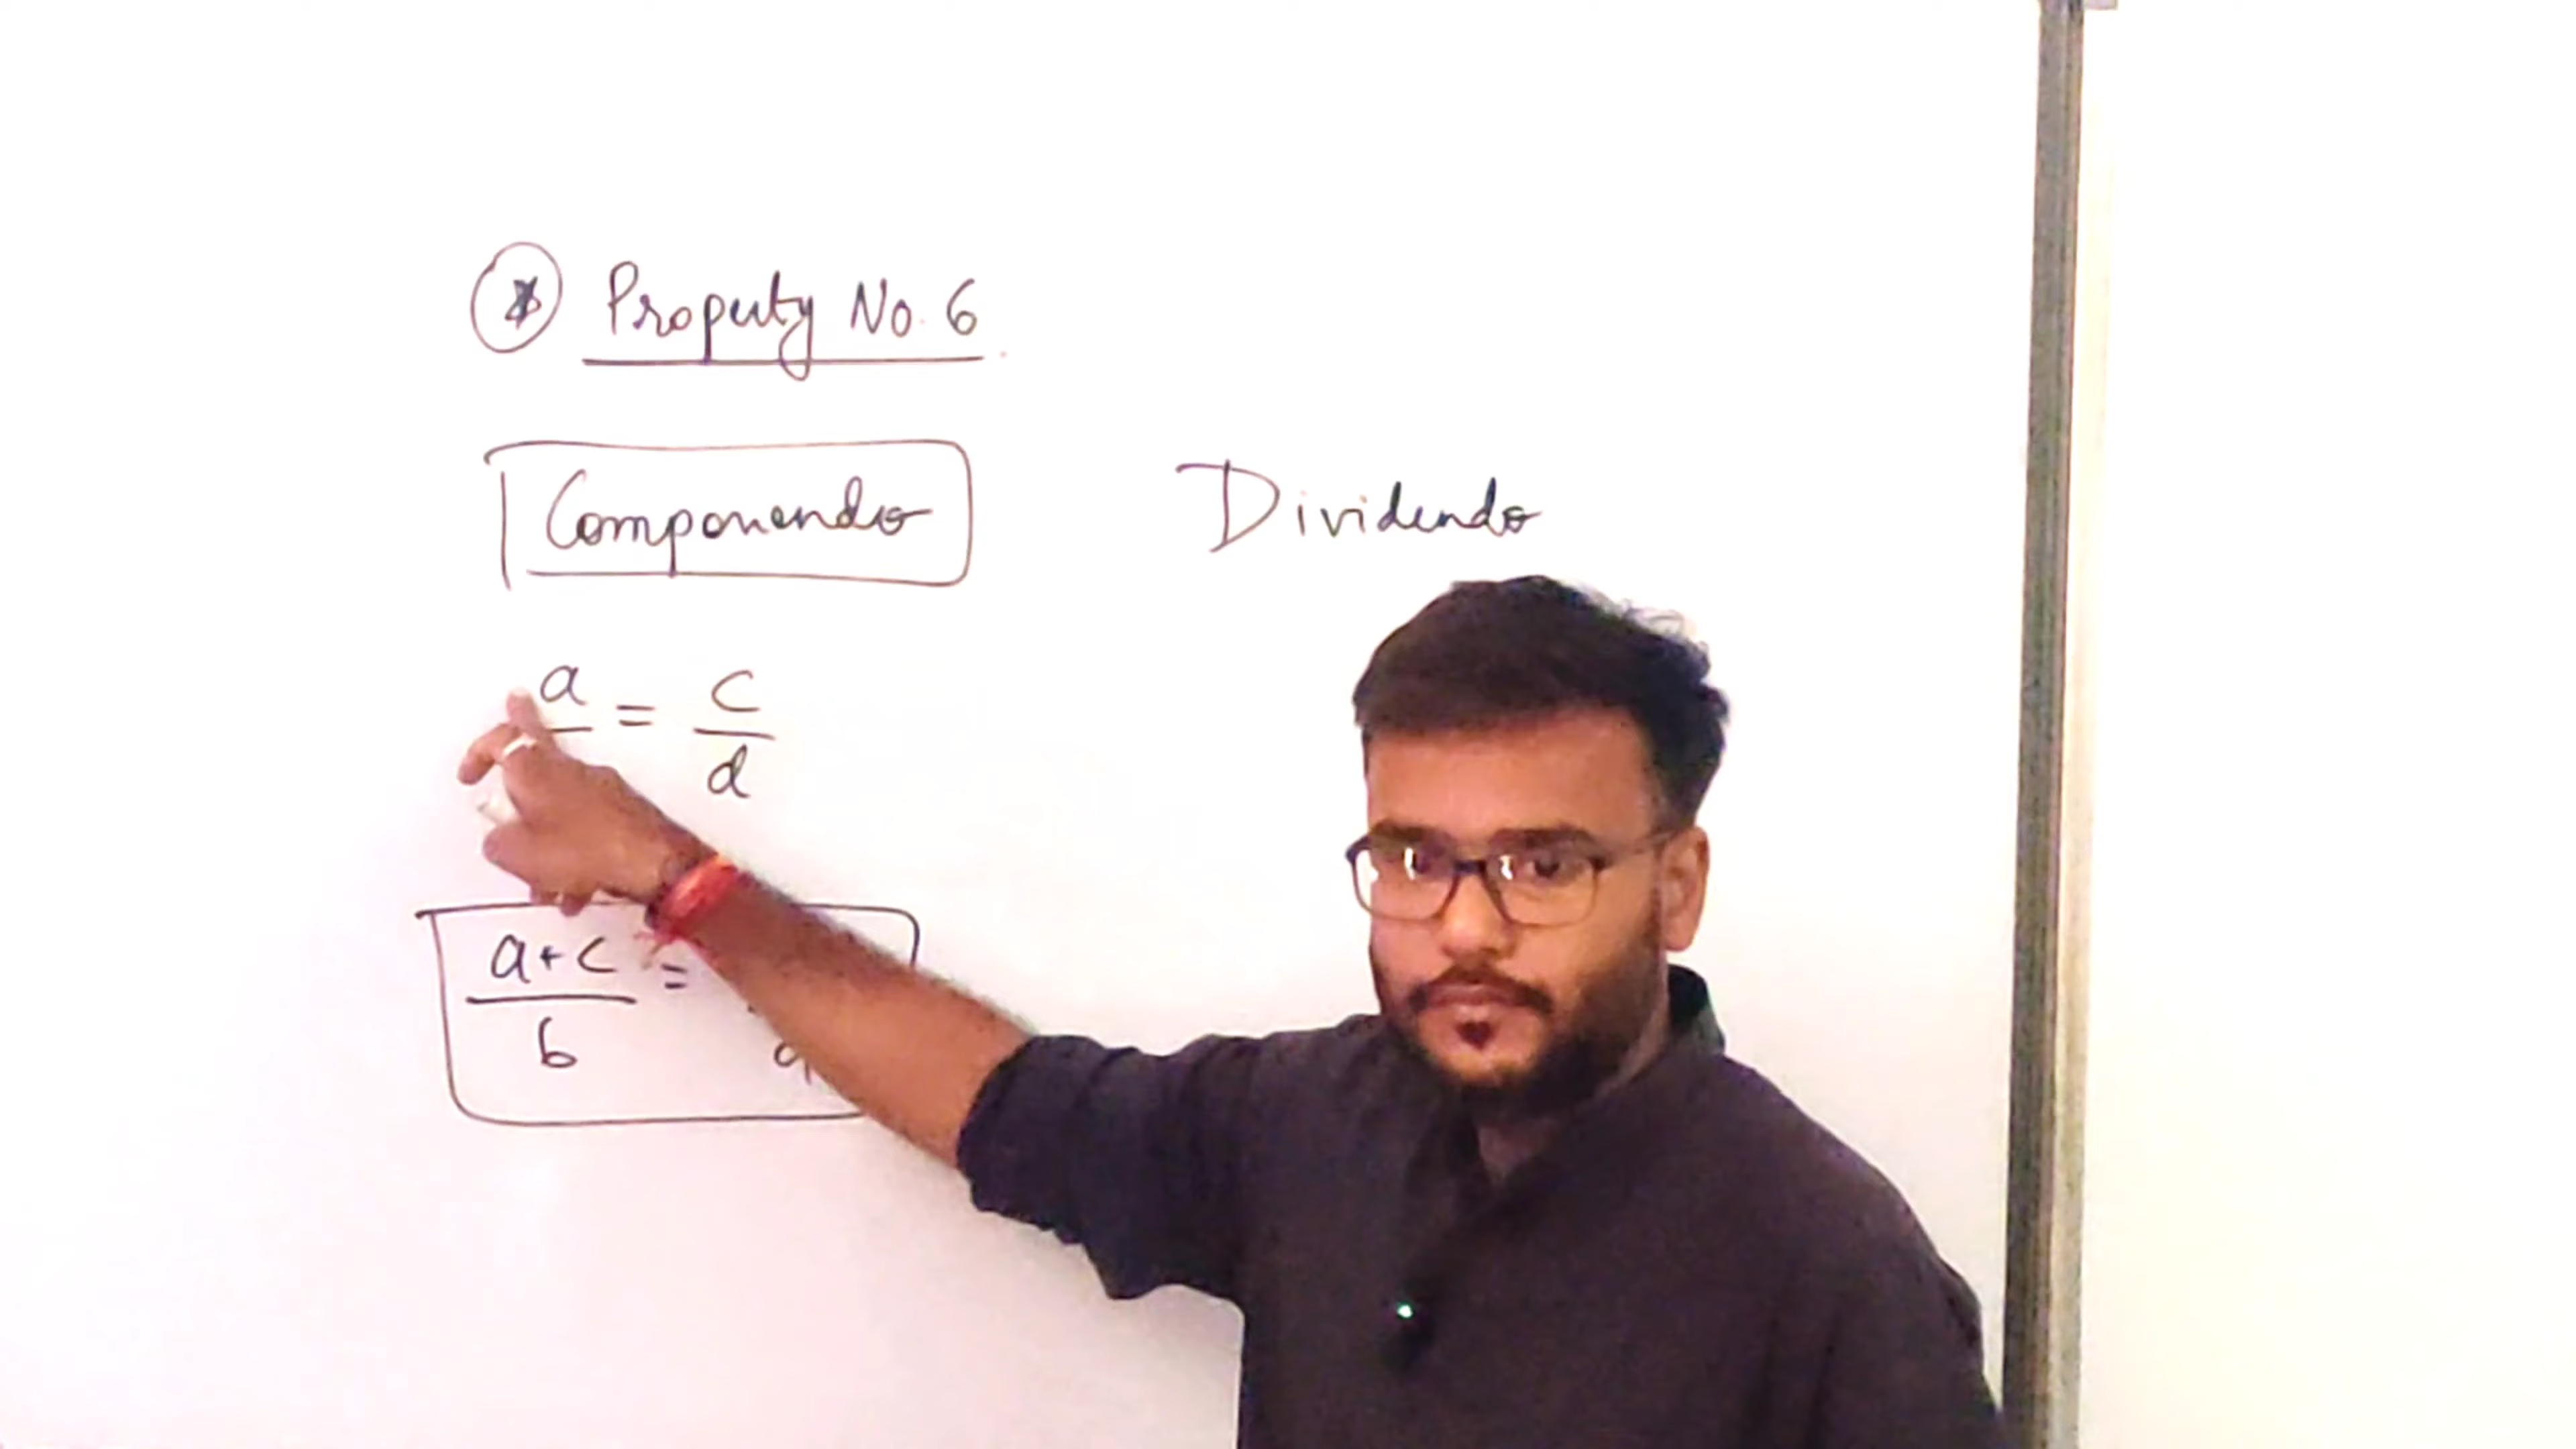 * Property No. 6
Componendo Dividendo
a = c
d
a+c =
b d